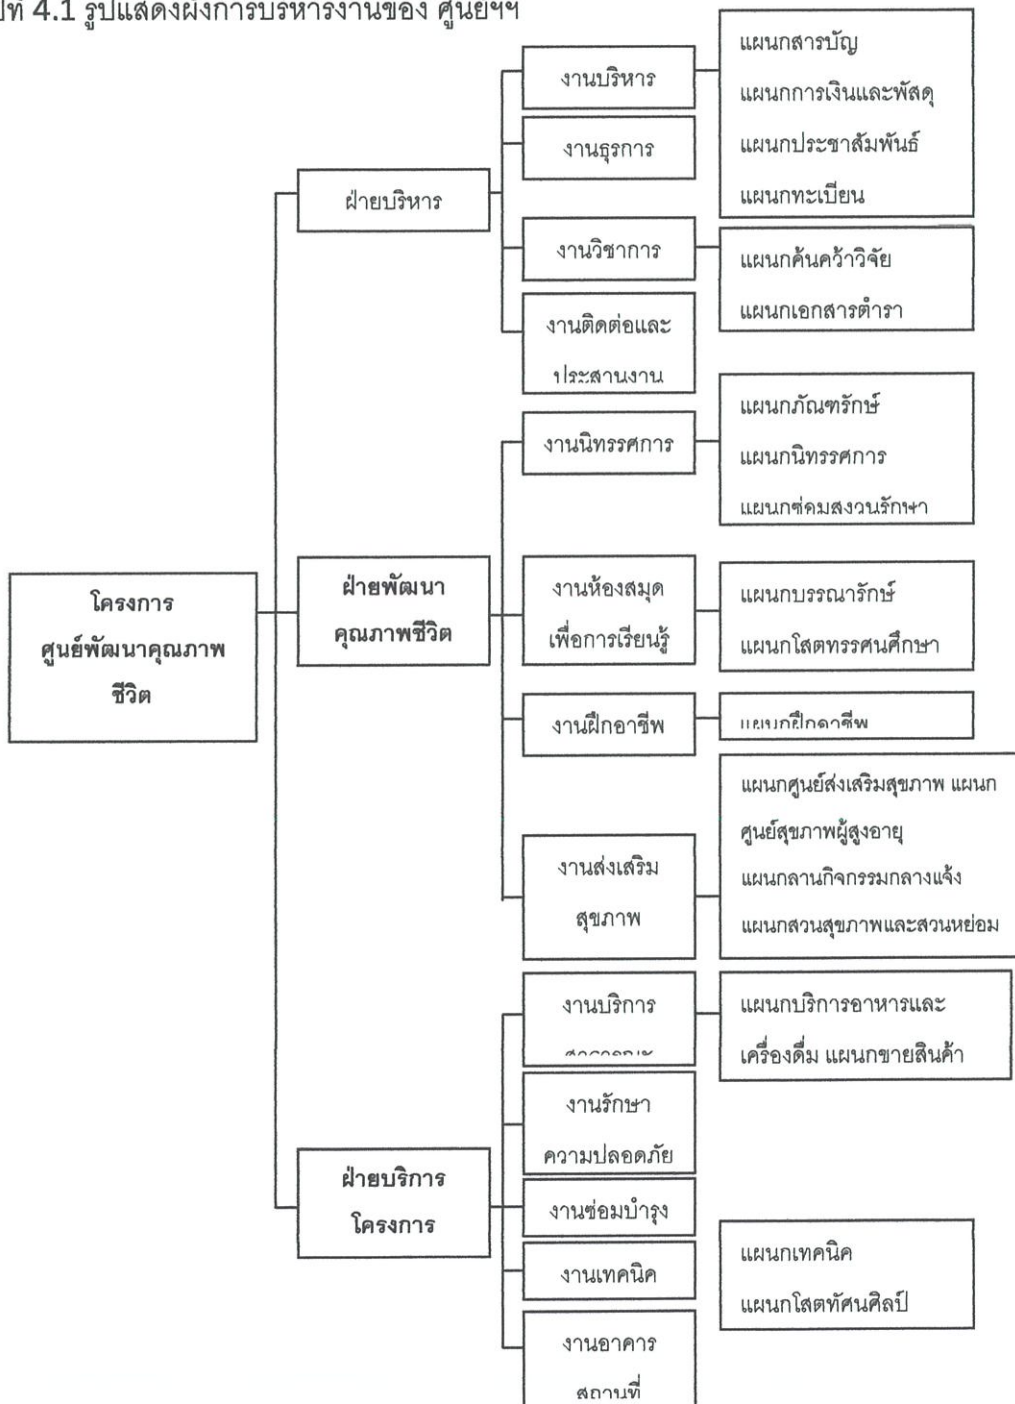 ปที่ 4.1 รูปแสดงผังการบริหารงานของ ศูนย์ฯฯ
โครงการ
ศูนย์พัฒนาคุณภาพ
ชีวิต
ฝ่ายบริหาร
งานบริหาร
แผนกสารบัญ
แผนกการเงินและพัสดุ
แผนกประชาสัมพันธ์
แผนกทะเบียน
งานธุรการ
งานวิชาการ
แผนกค้นคว้าวิจัย
แผนกเอกสารตำรา
งานติดต่อและ
ประสานงาน
ฝ่ายพัฒนา
คุณภาพชีวิต
งานนิทรรศการ
แผนกภัณฑรักษ์
แผนกนิทรรศการ
แผนกซ่อมสงวนรักษา
งานห้องสมุด
เพื่อการเรียนรู้
แผนกบรรณารักษ์
แผนกโสตทรรศนศึกษา
งานฝึกอาชีพ
แผนกฝึกอาชีพ
งานส่งเสริม
สุขภาพ
แผนกศูนย์ส่งเสริมสุขภาพ แผนก
ศูนย์สุขภาพผู้สูงอายุ
แผนกลานกิจกรรมกลางแจ้ง
แผนกสวนสุขภาพและสวนหย่อม
ฝ่ายบริการ
โครงการ
งานบริการ
แผนกบริการอาหารและ
เครื่องดื่ม แผนกขายสินค้า
งานรักษา
ความปลอดภัย
งานซ่อมบำรุง
งานเทคนิค
แผนกเทคนิค
แผนกโสตทัศนศิลป์
งานอาคาร
สถานที่